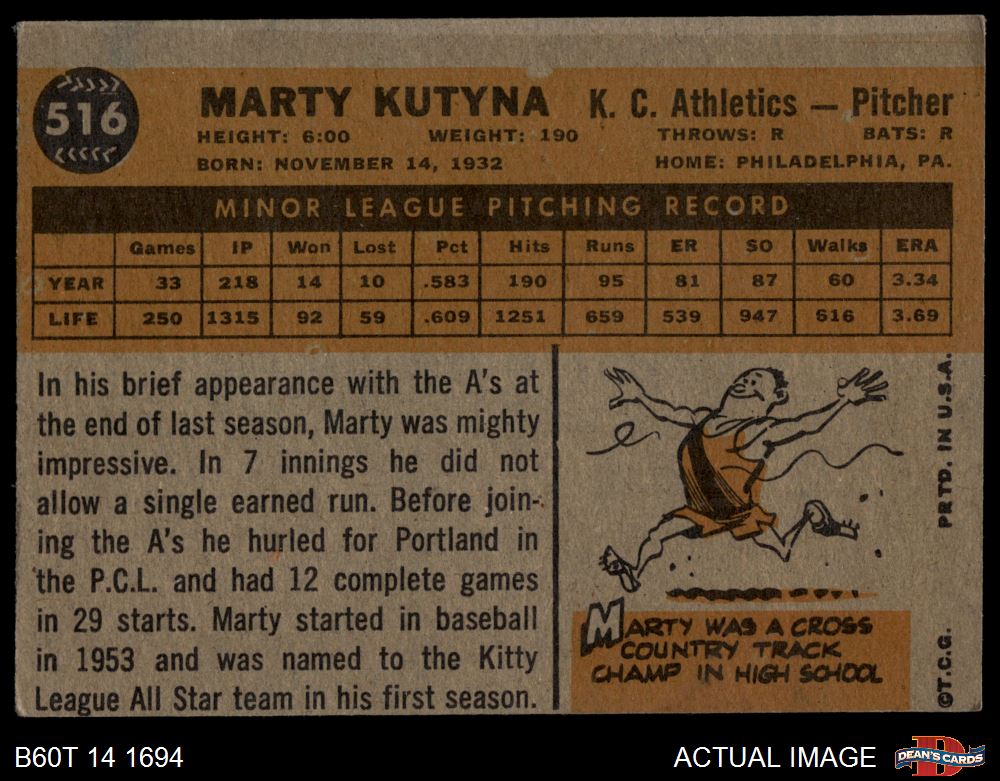 516
MARTY KUTYNA K. C. Athletics — Pitcher
HEIGHT: 6:00 WEIGHT: 190 THROWS: R BATS: R
BORN: NOVEMBER 14, 1932 HOME: PHILADELPHIA, PA.
MINOR LEAGUE PITCHING RECORD
Games IP Won Lost Pct Hits Runs ER SO Walks ERA
YEAR 33 218 14 10 .583 190 95 81 87 60 3.34
LIFE 250 1315 92 59 .609 1251 659 539 947 616 3.69
In his brief appearance with the A's at
the end of last season, Marty was mighty
impressive. In 7 innings he did not
allow a single earned run. Before join-
ing the A's he hurled for Portland in
the P.C.L. and had 12 complete games
in 29 starts. Marty started in baseball
in 1953 and was named to the Kitty
League All Star team in his first season.
MARTY WAS A CROSS
COUNTRY TRACK
CHAMP IN HIGH SCHOOL
©T.C.G. PRTD. IN U.S.A.
B60T 14 1694 ACTUAL IMAGE
DEAN'S CARDS